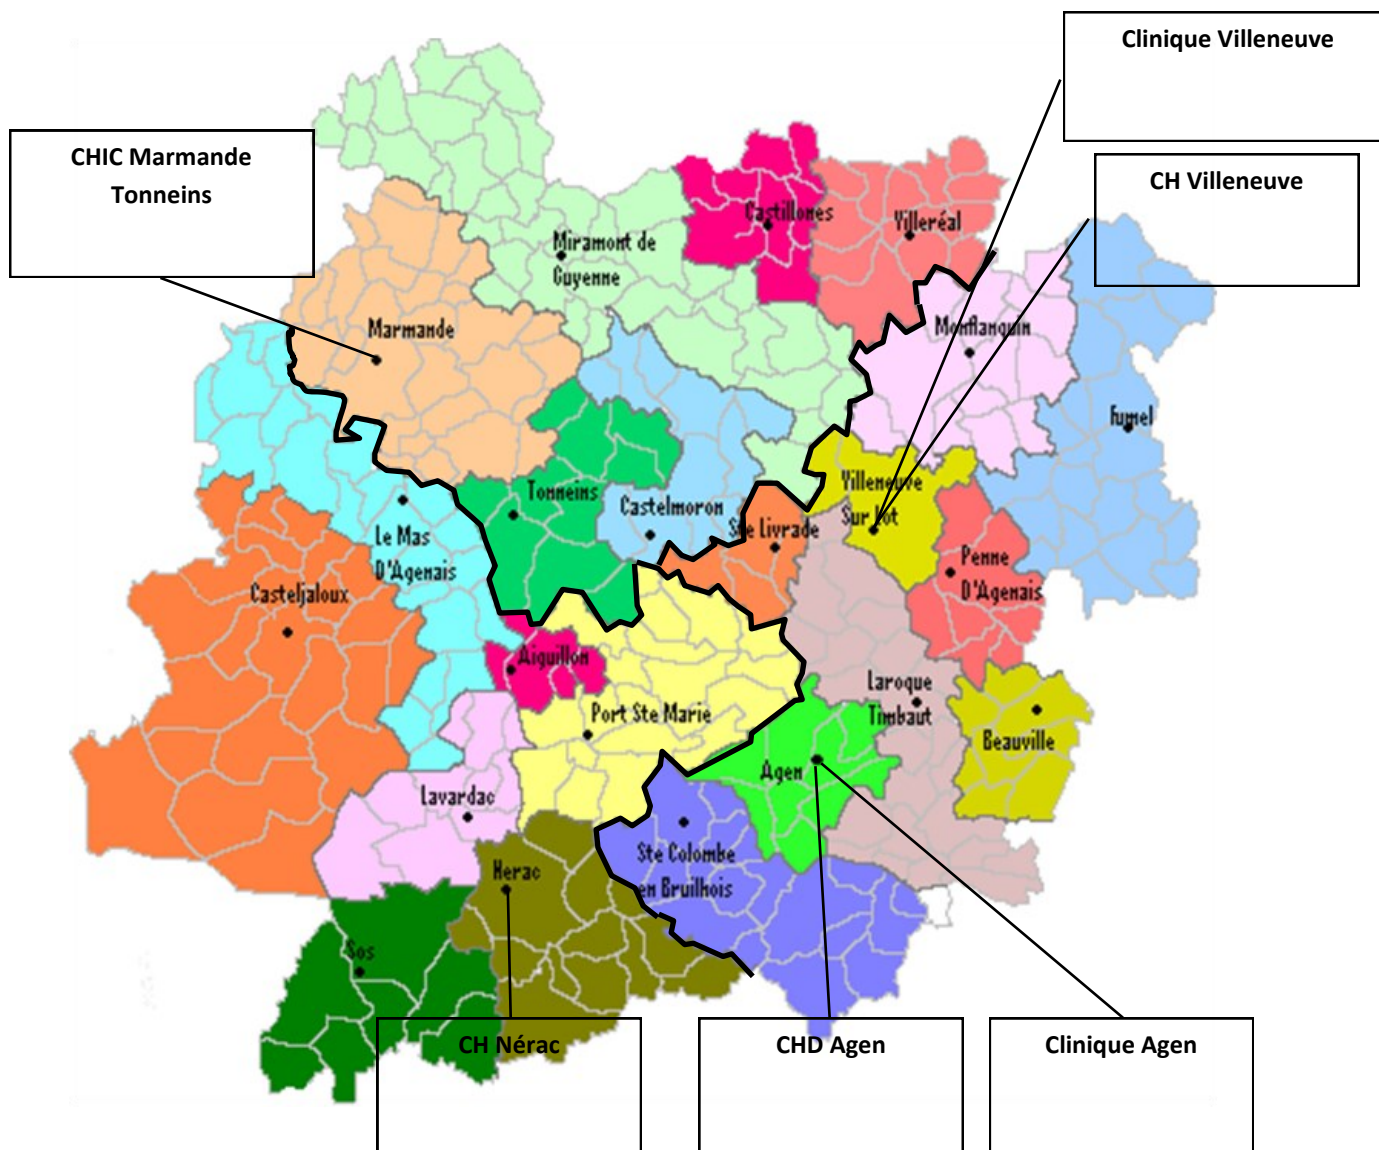 Clinique Villeneuve
CHIC Marmande
Tonneins
CH Villeneuve
Castillones
Villeréal
Miramont de
Guyenne
Marmande
Monflanquin
Fumel
Villeneuve
Sur Lot
Tonneins
Castelmoron
Ste Livrade
Le Mas
D'Agenais
Penne
D'Agenais
Casteljaloux
Aiguillon
Laroque
Timbaut
Port Ste Marie
Beauville
Agen
Lavardac
Ste Colombe
en Bruilhois
Nerac
Sos
CH Nérac
CHD Agen
Clinique Agen